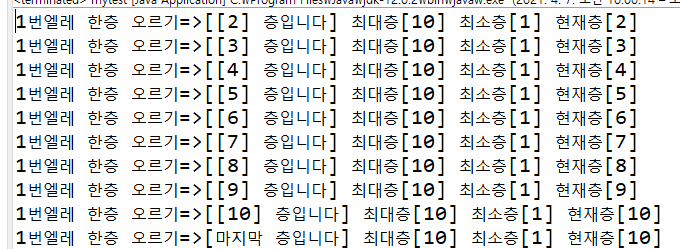 <terminated> mytest [Java Application] C:\Program Files\Java\jdk-12.0.2\bin\javaw.exe (2021. 4. 7. 오전 10:00:14 –
1번엘레 한층 오르기=>[[2] 층입니다] 최대층[10] 최소층[1] 현재층[2]
1번엘레 한층 오르기=>[[3] 층입니다] 최대층[10] 최소층[1] 현재층[3]
1번엘레 한층 오르기=>[[4] 층입니다] 최대층[10] 최소층[1] 현재층[4]
1번엘레 한층 오르기=>[[5] 층입니다] 최대층[10] 최소층[1] 현재층[5]
1번엘레 한층 오르기=>[[6] 층입니다] 최대층[10] 최소층[1] 현재층[6]
1번엘레 한층 오르기=>[[7] 층입니다] 최대층[10] 최소층[1] 현재층[7]
1번엘레 한층 오르기=>[[8] 층입니다] 최대층[10] 최소층[1] 현재층[8]
1번엘레 한층 오르기=>[[9] 층입니다] 최대층[10] 최소층[1] 현재층[9]
1번엘레 한층 오르기=>[[10] 층입니다] 최대층[10] 최소층[1] 현재층[10]
1번엘레 한층 오르기=>[마지막 층입니다] 최대층[10] 최소층[1] 현재층[10]